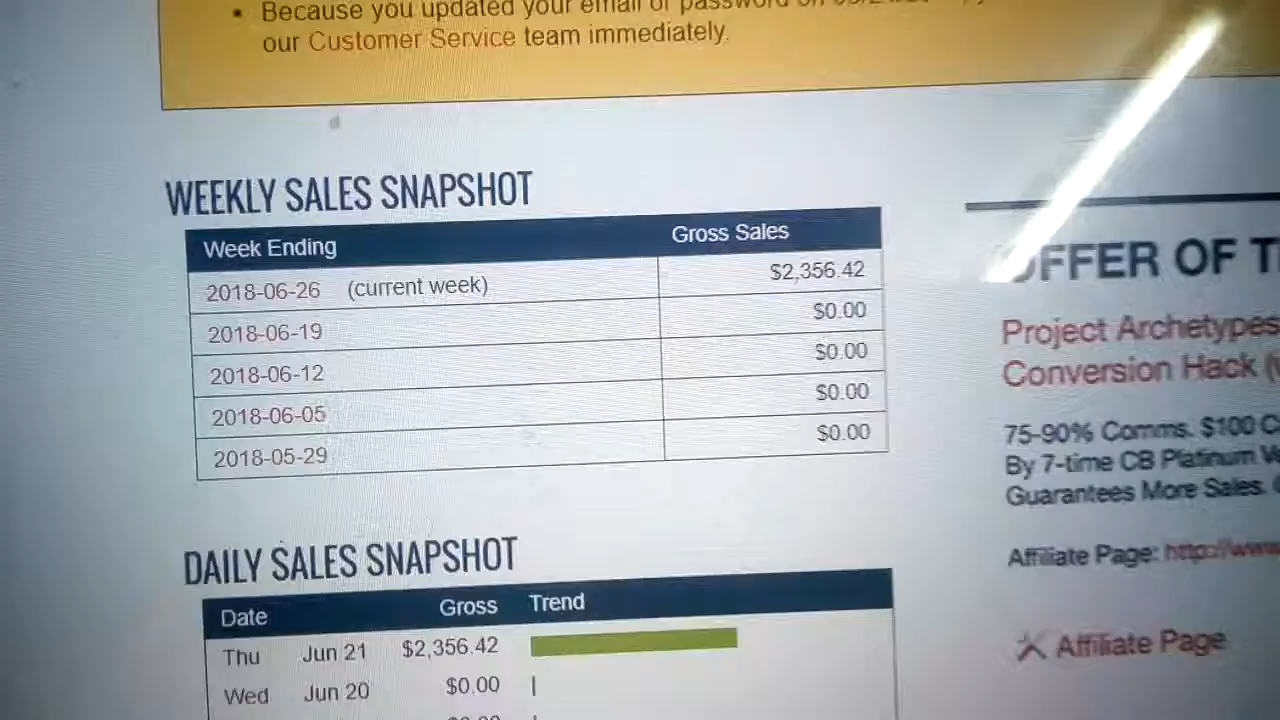 Because you updated your email or password on
our Customer Service team immediately.
WEEKLY SALES SNAPSHOT
Week Ending Gross Sales
2018-06-26 (current week) $2,356.42
2018-06-19 $0.00
2018-06-12 $0.00
2018-06-05 $0.00
2018-05-29 $0.00
DAILY SALES SNAPSHOT
Date Gross Trend
Thu Jun 21 $2,356.42
Wed Jun 20 $0.00
OFFER OF T
Project Archetypes
Conversion Hack
75-90% Comms. $100
By 7-time CB Platinum
Guarantees More Sales.
Affiliate Page: http://www
Affiliate Page